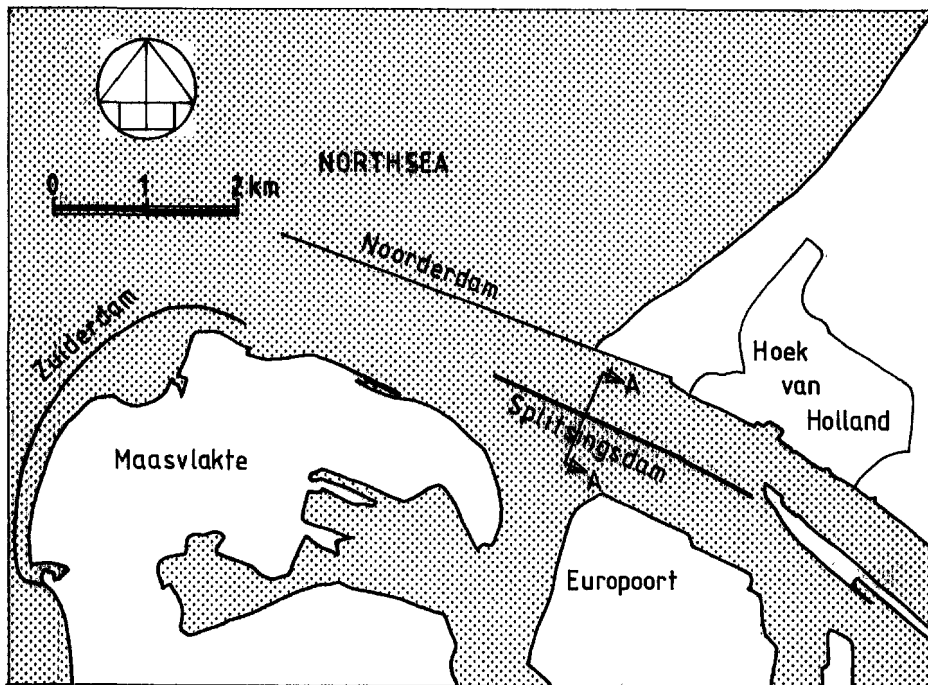 NORTHSEA
0 1 2 km
Noorderdam
Zuiderdam
Hoek
van
Holland
A
Splitsingsdam
Maasvlakte
A
Europoort